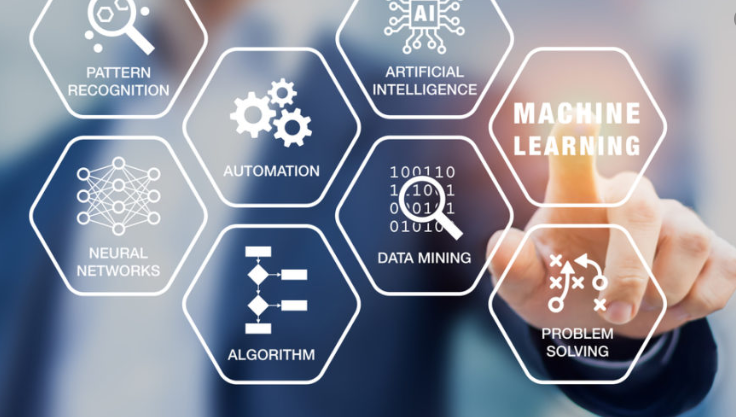 PATTERN
RECOGNITION
AI
ARTIFICIAL
INTELLIGENCE
AUTOMATION
MACHINE
LEARNING
NEURAL
NETWORKS
100110
DATA MINING
ALGORITHM
PROBLEM
SOLVING